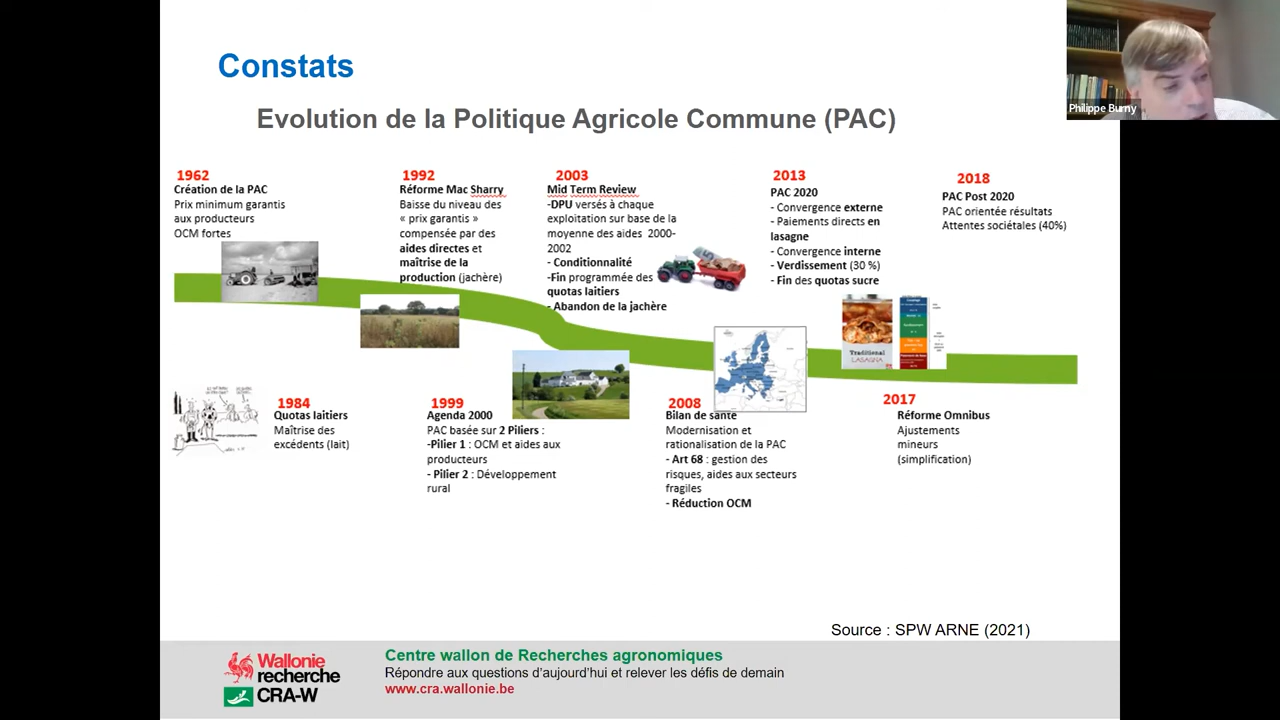 Constats
Evolution de la Politique Agricole Commune (PAC)
Philippe Burny
1962
Création de la PAC
Prix minimum garantis
aux producteurs
OCM fortes
1992
Réforme Mac Sharry
Baisse du niveau des
« prix garantis »
compensée par des
aides directes et
maîtrise de la
production (jachère)
2003
Mid Term Review
-DPU versés à chaque
exploitation sur base de la
moyenne des aides 2000-
2002
- Conditionnalité
-Fin programmée des
quotas laitiers
- Abandon de la jachère
2013
PAC 2020
- Convergence externe
- Paiements directs en
lasagne
- Convergence interne
- Verdissement (30 %)
- Fin des quotas sucre
2018
PAC Post 2020
PAC orientée résultats
Attentes sociétales (40%)
Traditional
LASAGNA
1984
Quotas laitiers
Maîtrise des
excédents (lait)
1999
Agenda 2000
PAC basée sur 2 Piliers :
-Pilier 1 : OCM et aides aux
producteurs
- Pilier 2 : Développement
rural
2008
Bilan de santé
Modernisation et
rationalisation de la PAC
- Art 68 : gestion des
risques, aides aux secteurs
fragiles
- Réduction OCM
2017
Réforme Omnibus
Ajustements
mineurs
(simplification)
Source : SPW ARNE (2021)
Wallonie
recherche
CRA-W
Centre wallon de Recherches agronomiques
Répondre aux questions d'aujourd'hui et relever les défis de demain
www.cra.wallonie.be